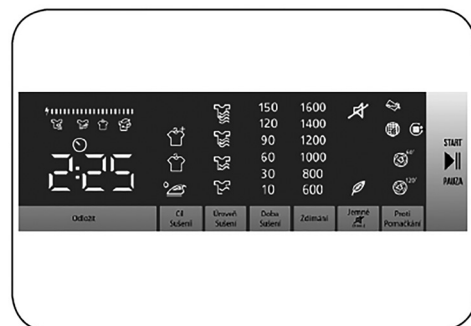 150 1600
120 1400
90 1200
60 1000
30 800
10 600
60'
120'
2:25
START
PAUZA
Odložit
Cíl
Sušení
Úroveň
Sušení
Doba
Sušení
Ždímání
Jemné
Proti
Pomačkání